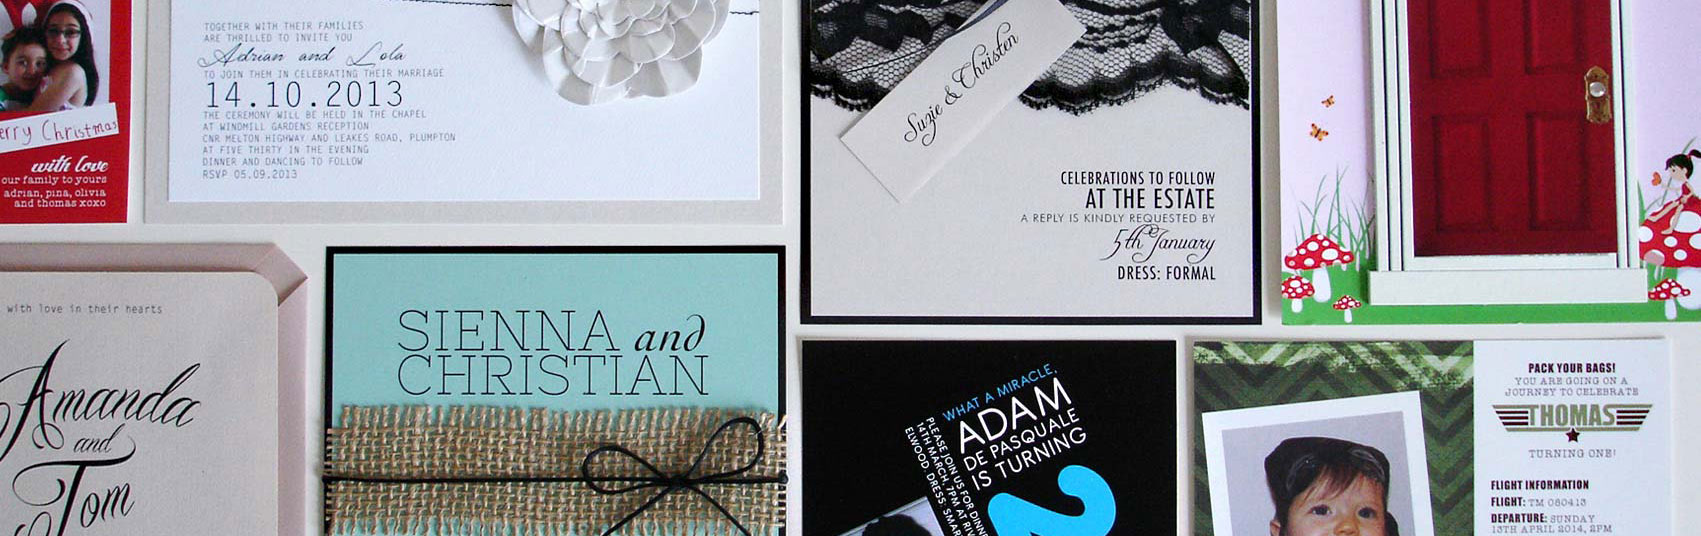 erry Christmas
with love
our family to yours
adrian, pina, olivia
and thomas xoxo
TOGETHER WITH THEIR FAMILIES
ARE THRILLED TO INVITE YOU
Adrian and Lola
TO JOIN THEM IN CELEBRATING THEIR MARRIAGE
14.10.2013
THE CEREMONY WILL BE HELD IN THE CHAPEL
AT WINDMILL GARDENS RECEPTION
CNR MELTON HIGHWAY AND LEAKES ROAD, PLUMPTON
AT FIVE THIRTY IN THE EVENING
DINNER AND DANCING TO FOLLOW
RSVP 05.09.2013
Suzie & Christen
CELEBRATIONS TO FOLLOW
AT THE ESTATE
A REPLY IS KINDLY REQUESTED BY
5th January
DRESS: FORMAL
with love in their hearts
Amanda
and
Tom
SIENNA and
CHRISTIAN
WHAT A MIRACLE,
ADAM
DE PASQUALE
IS TURNING
2
PLEASE JOIN US FOR DINN
14TH MARCH, 7PM AT RIV
ELWOOD. DRESS: SMAR
PACK YOUR BAGS!
YOU ARE GOING ON A
JOURNEY TO CELEBRATE
THOMAS
TURNING ONE!
FLIGHT INFORMATION
FLIGHT: TM 080413
DEPARTURE: SUNDAY
13TH APRIL 2014, 2PM